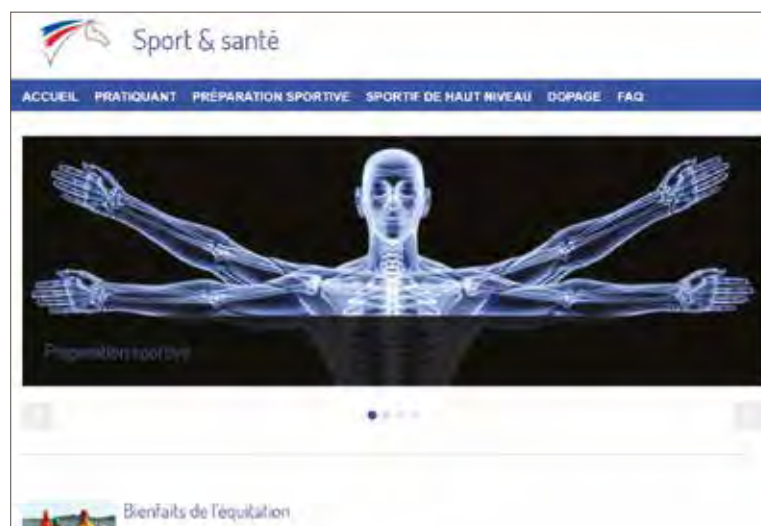 Sport & santé
ACCUEIL PRATIQUANT PRÉPARATION SPORTIVE SPORTIF DE HAUT NIVEAU DOPAGE FAQ
Préparation sportive
Bienfaits de l'équitation